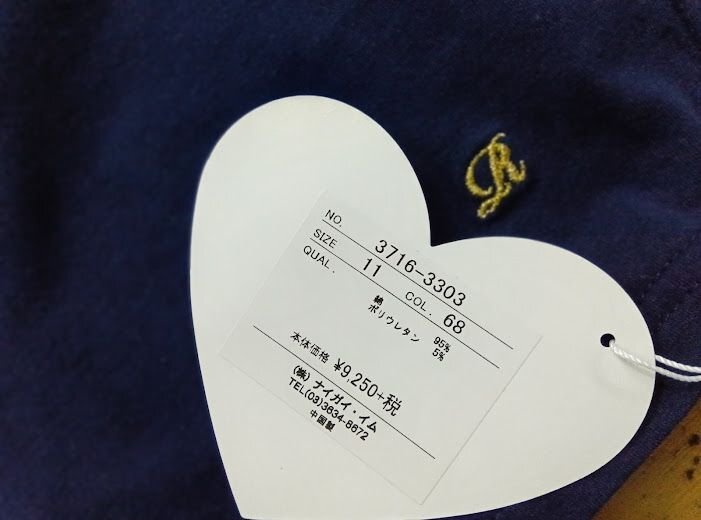 R
NO. 3716-3303
SIZE 11 COL. 68
QUAL.
綿 95%
ポリウレタン 5%
本体価格 ¥9,250+税
(株) ナイガイ・イム
TEL(03)3634-8672
中国製